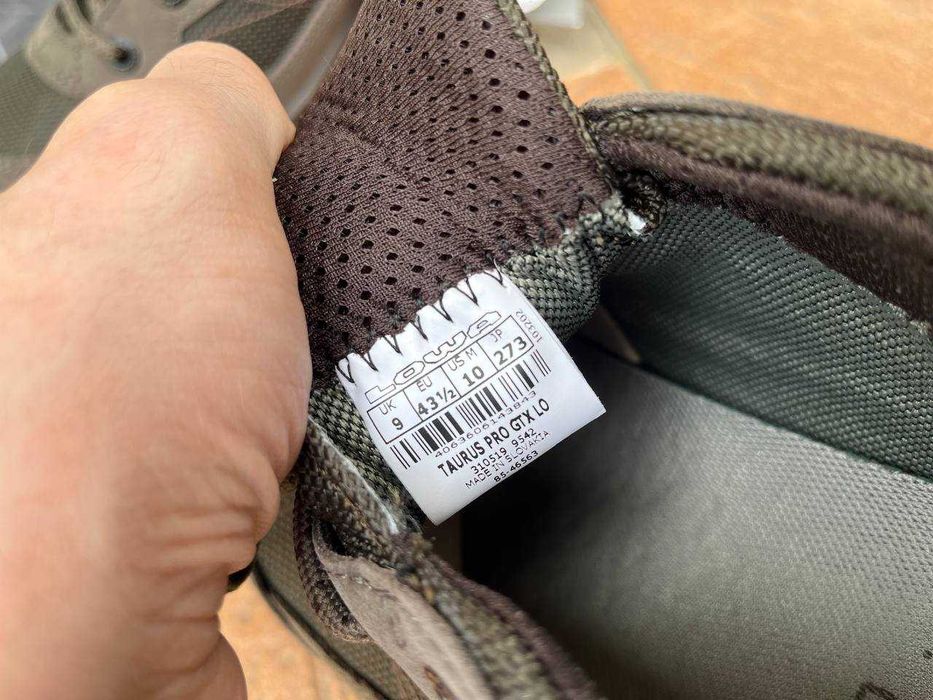 LOWA
UK EU US M JP
9 43½ 10 273
103202
4063606143843
TAURUS PRO GTX LO
310519 9542
MADE IN SLOVAKIA
85-46563